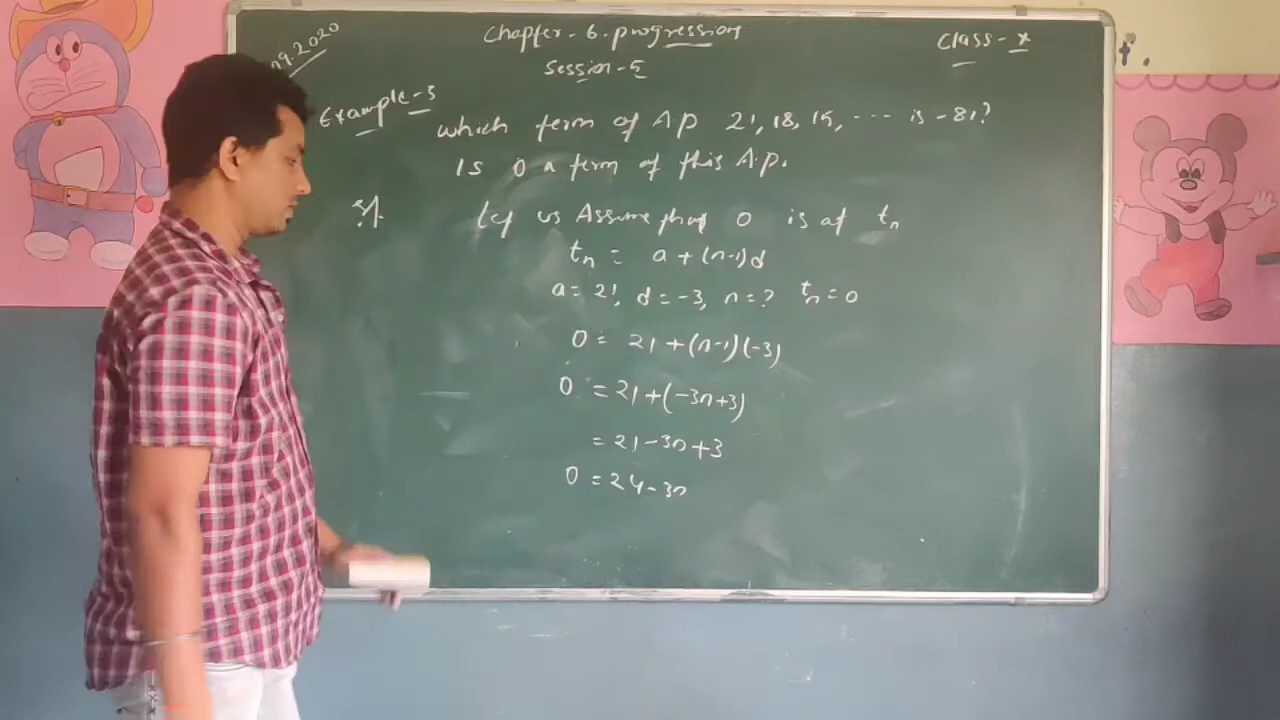 09.2020
Chapter-6. progression
Class-X
Session-5
Example-5
which term of A.P 21, 18, 15, ... is -81?
Is 0 a term of this A.P.
Let us Assume that 0 is at tn
tn = a+(n-1)d
a=21, d=-3, n=? tn=0
0 = 21+(n-1)(-3)
0 = 21+(-3n+3)
= 21-3n+3
0 = 24-3n